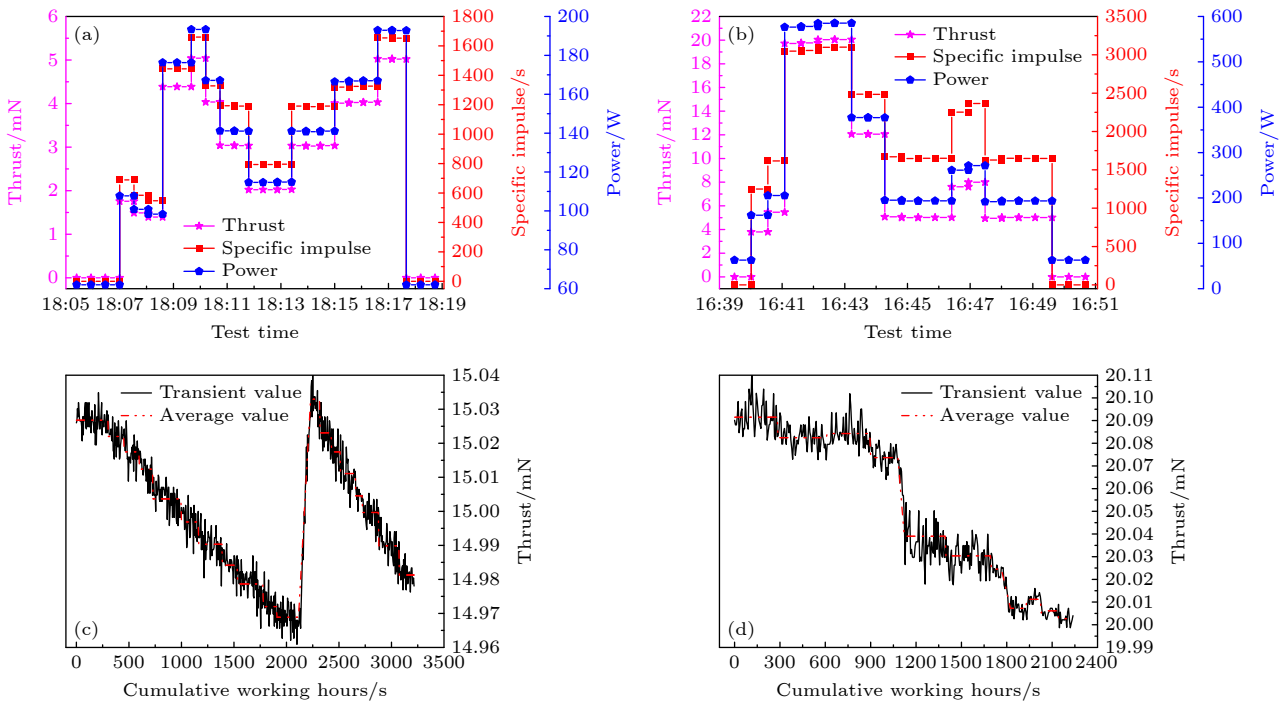 (a)
Thrust/mN
6
5
4
3
2
1
0
Specific impulse/s
1800
1600
1400
1200
1000
800
600
400
200
0
Power/W
200
180
160
140
120
100
80
60
Thrust
Specific impulse
Power
18:05 18:07 18:09 18:11 18:13 18:15 18:17 18:19
Test time
(b)
Thrust/mN
22
20
18
16
14
12
10
8
6
4
2
0
Specific impulse/s
3500
3000
2500
2000
1500
1000
500
0
Power/W
600
500
400
300
200
100
0
Thrust
Specific impulse
Power
16:39 16:41 16:43 16:45 16:47 16:49 16:51
Test time
(c)
Transient value
Average value
Thrust/mN
15.04
15.03
15.02
15.01
15.00
14.99
14.98
14.97
14.96
0 500 1000 1500 2000 2500 3000 3500
Cumulative working hours/s
(d)
Transient value
Average value
Thrust/mN
20.11
20.10
20.09
20.08
20.07
20.06
20.05
20.04
20.03
20.02
20.01
20.00
19.99
0 300 600 900 1200 1500 1800 2100 2400
Cumulative working hours/s